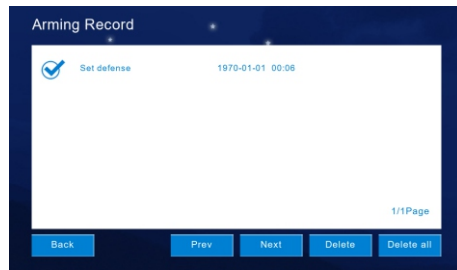 Arming Record
Set defense 1970-01-01 00:06
1/1Page
Back Prev Next Delete Delete all